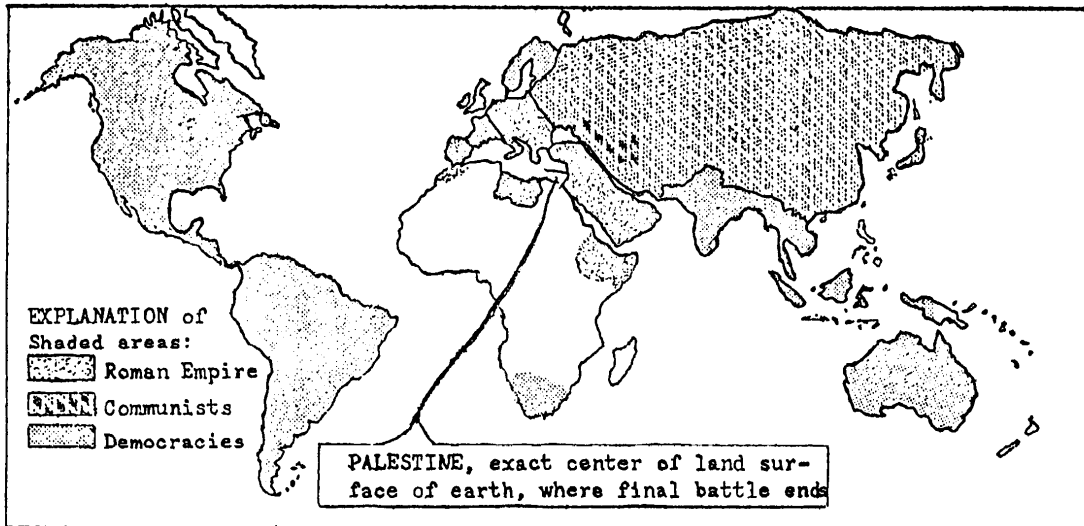 EXPLANATION of
Shaded areas:
Roman Empire
Communists
Democracies
PALESTINE, exact center of land sur-
face of earth, where final battle ends